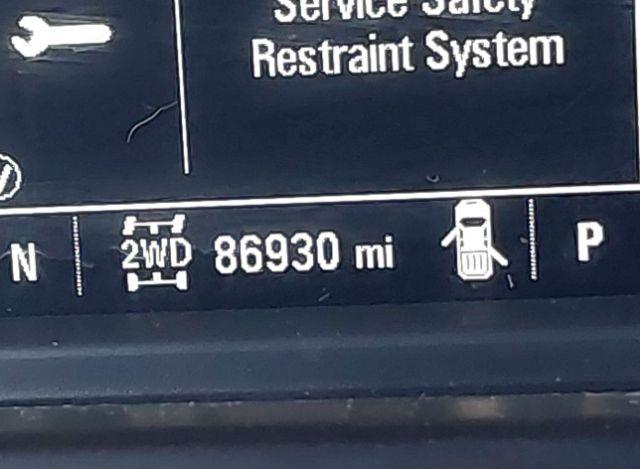 Service Safety
Restraint System
N
2WD
86930 mi
P